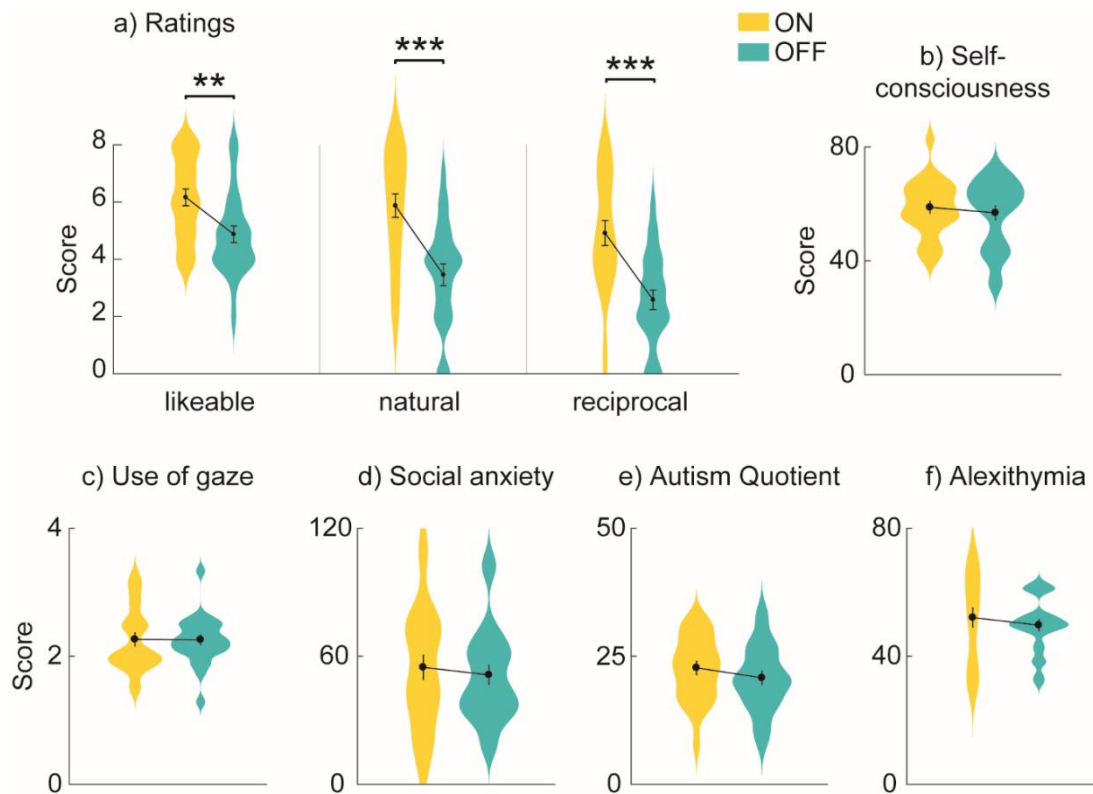 a) Ratings
ON
OFF
**
***
***
Score
8
6
4
2
0
likeable
natural
reciprocal
b) Self-
consciousness
Score
80
40
0
c) Use of gaze
Score
4
2
0
d) Social anxiety
120
60
0
e) Autism Quotient
50
25
0
f) Alexithymia
80
40
0